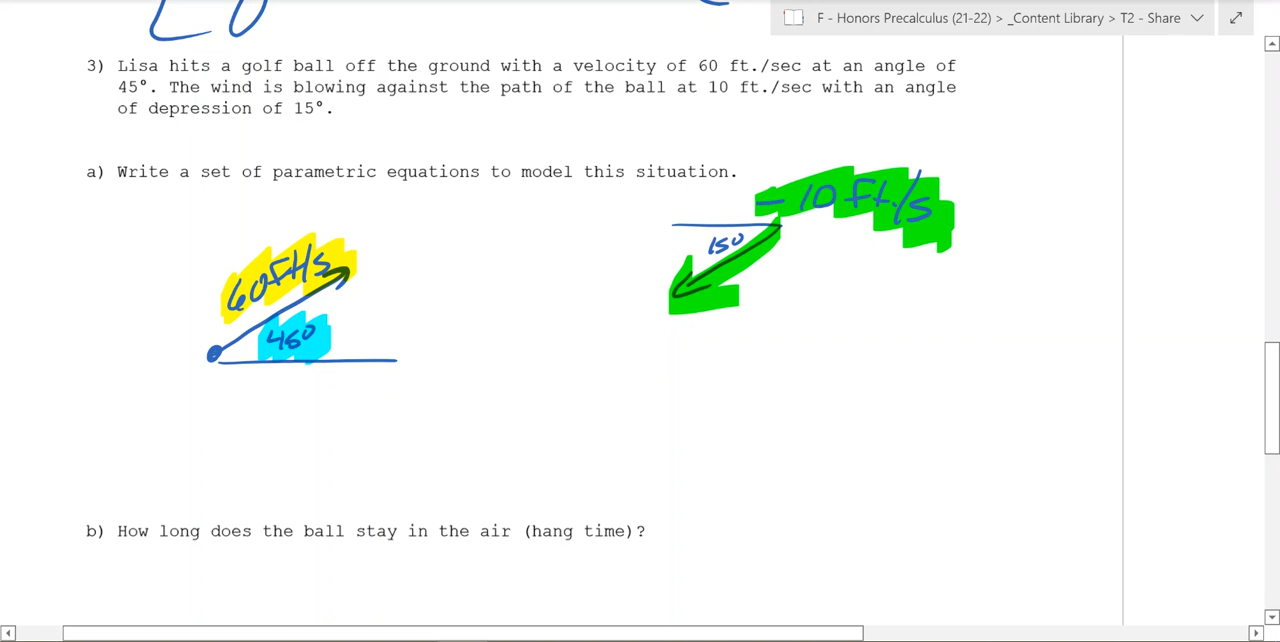 F - Honors Precalculus (21-22) > _Content Library > T2 - Share
3) Lisa hits a golf ball off the ground with a velocity of 60 ft./sec at an angle of
45°. The wind is blowing against the path of the ball at 10 ft./sec with an angle
of depression of 15°.
a) Write a set of parametric equations to model this situation.
- 10 ft./s
15°
60 ft/s
45°
b) How long does the ball stay in the air (hang time)?